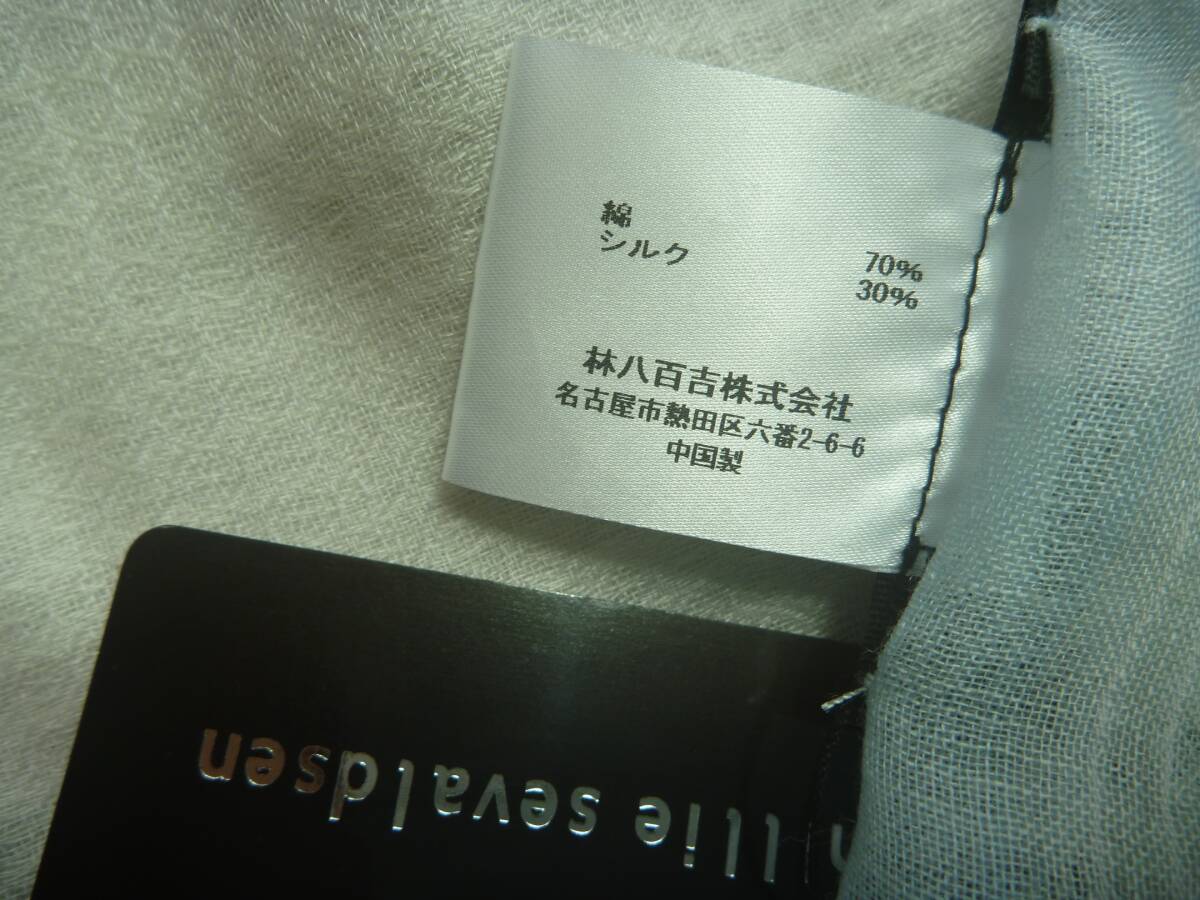 綿 70%
シルク 30%
林八百吉株式会社
名古屋市熱田区六番2-6-6
中国製
llie sevaldsen